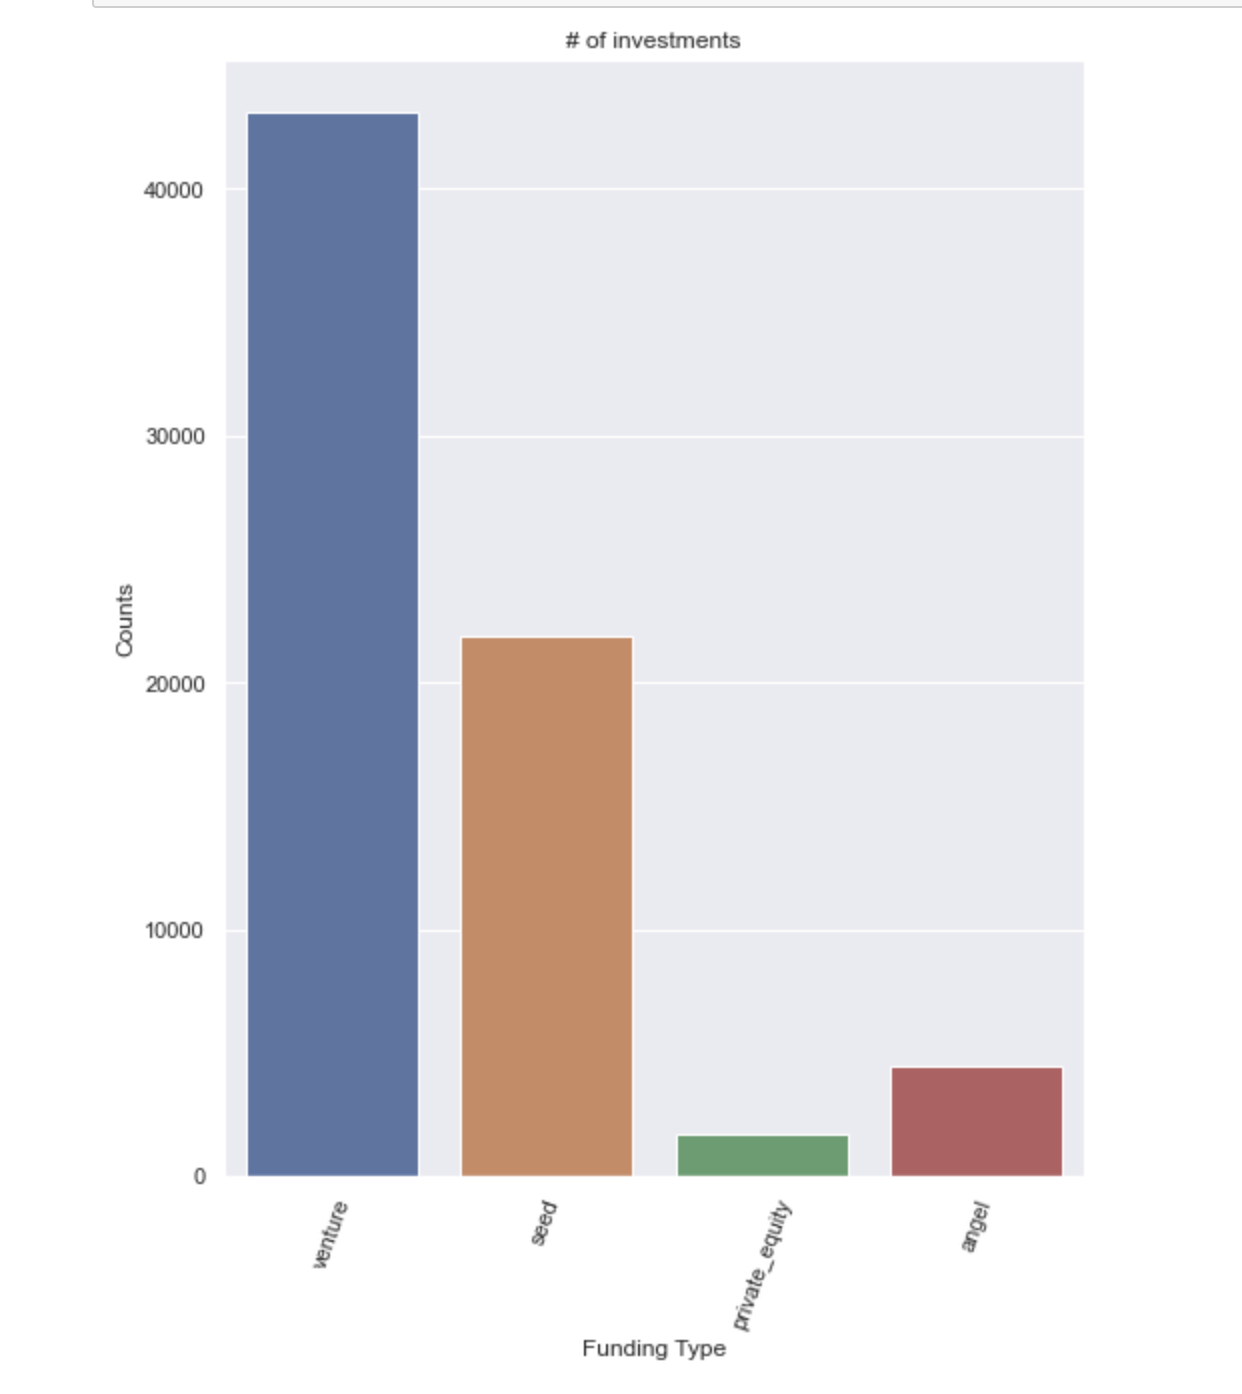 # of investments
40000
30000
20000
10000
0
Counts
venture
seed
private_equity
angel
Funding Type